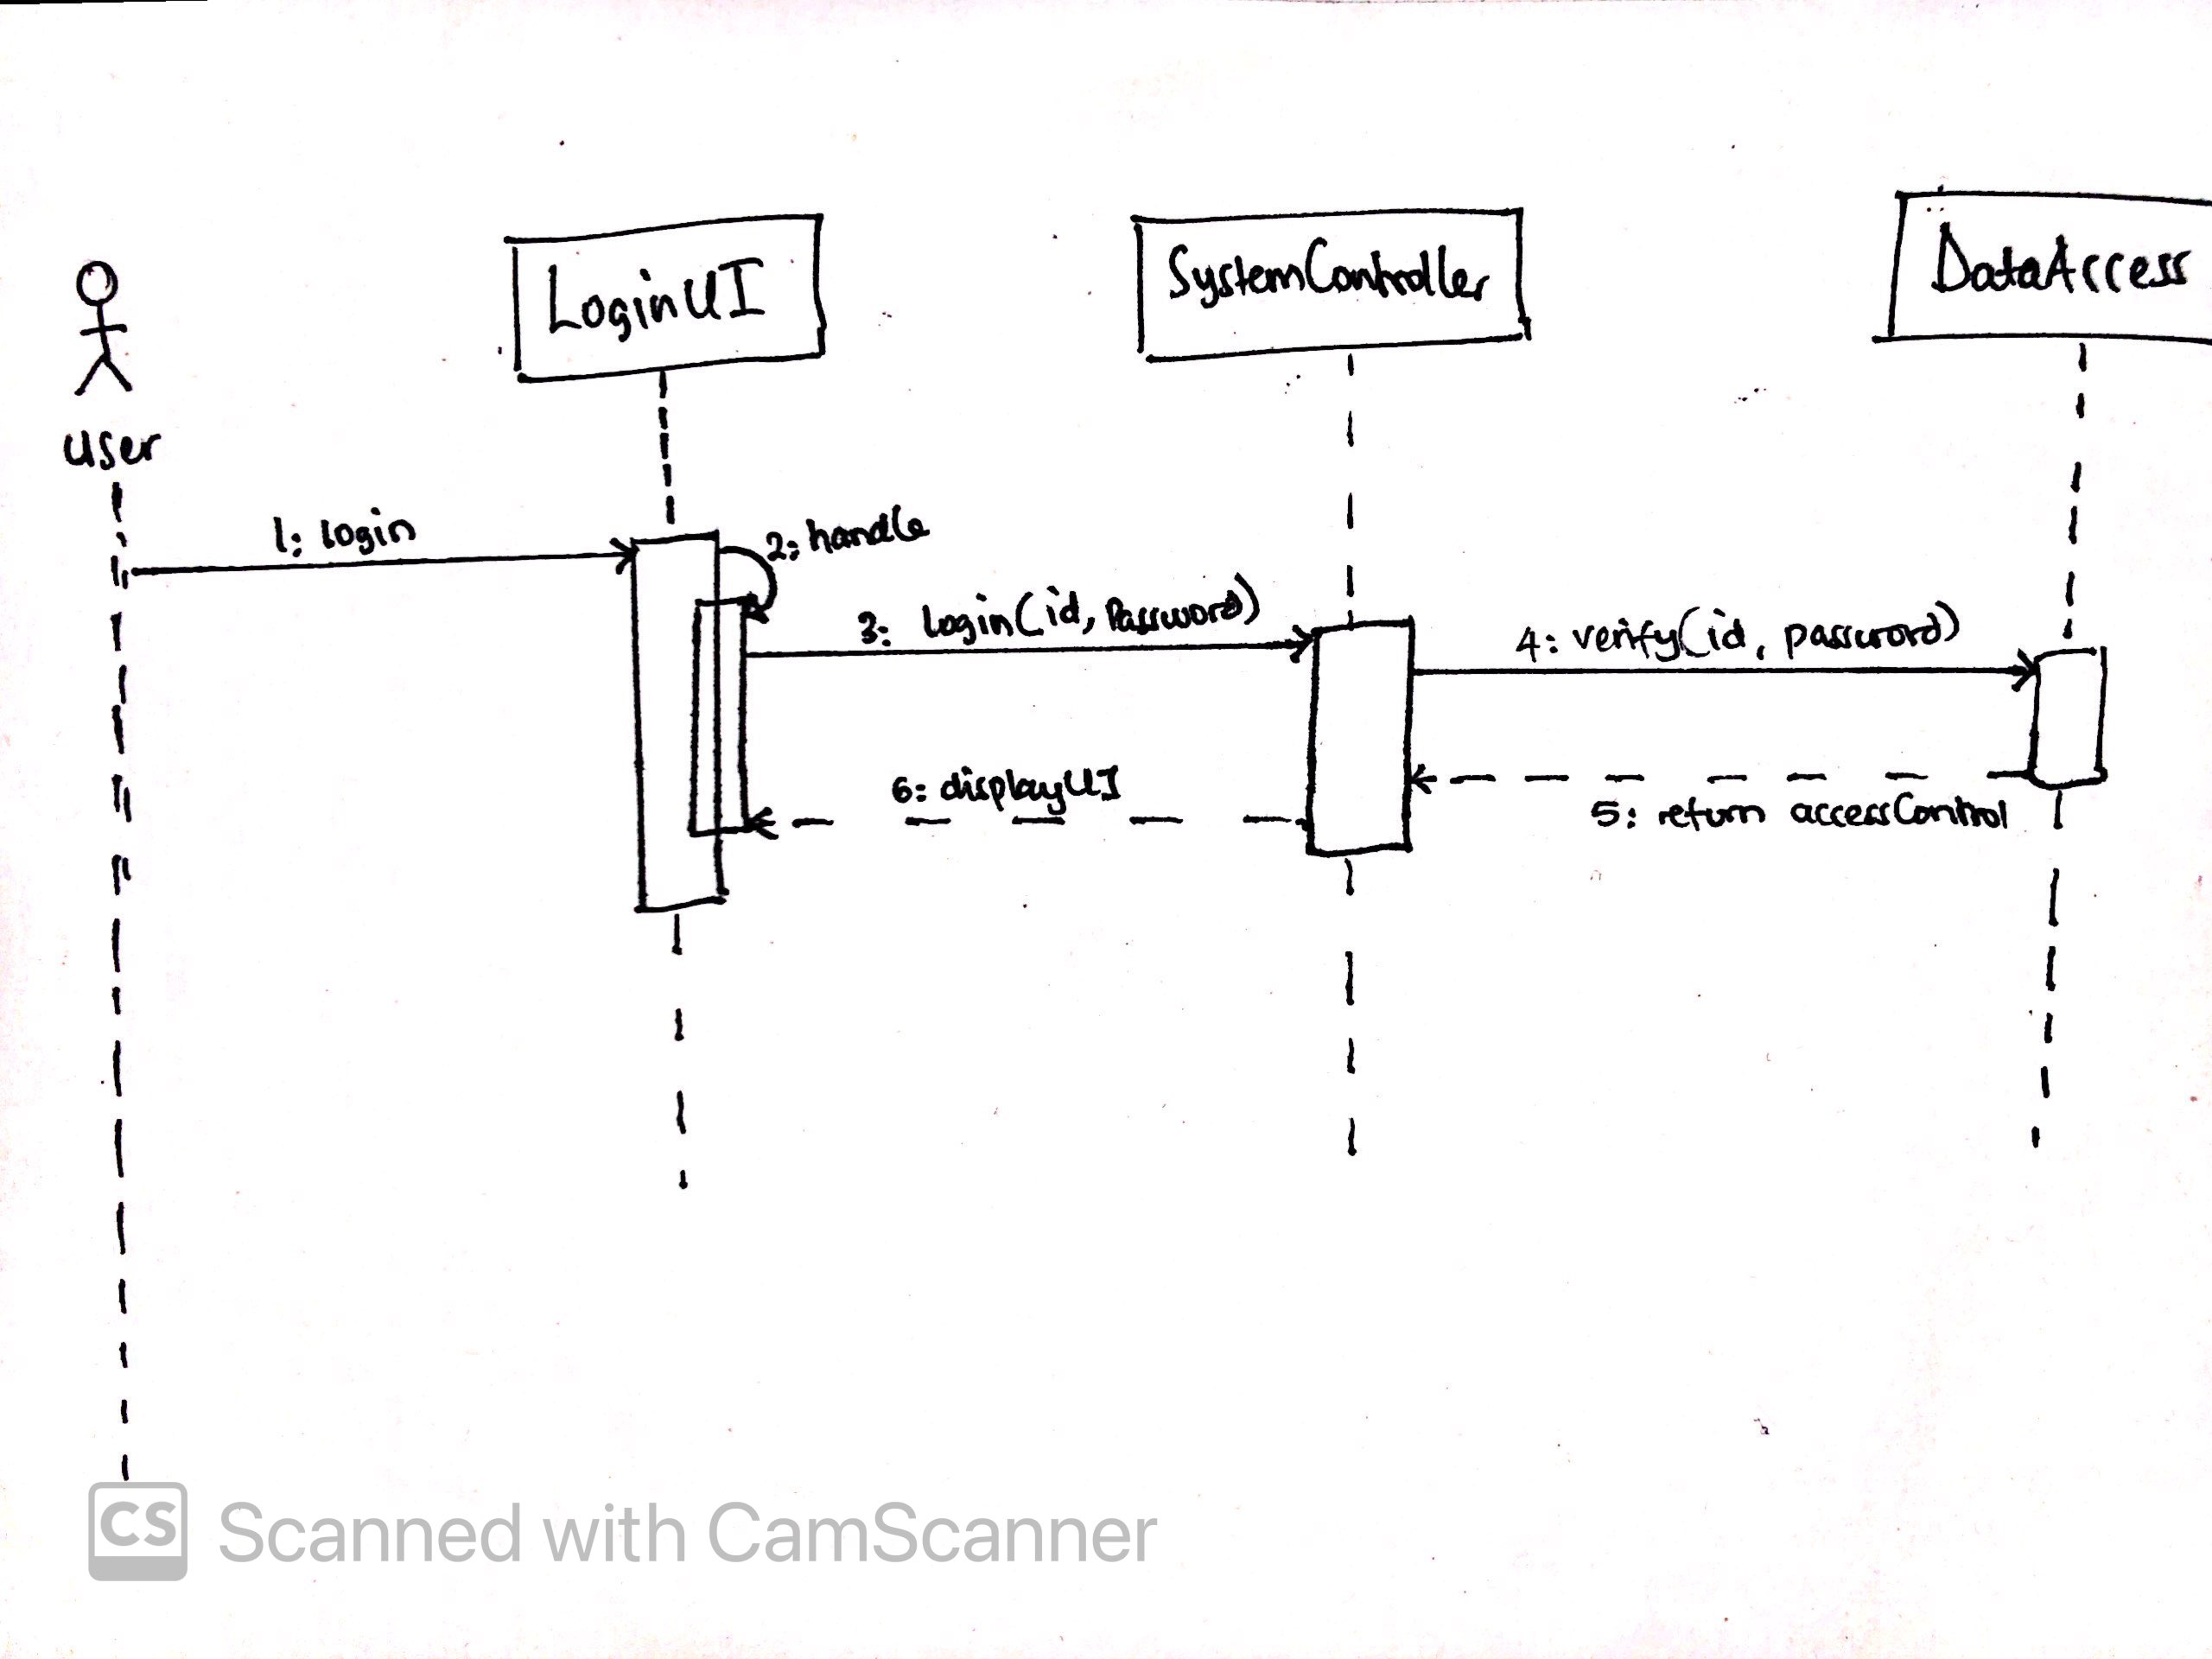 LoginUI
SystemController
DataAccess
user
1: login
2: handle
3: login(id, Password)
4: verify(id, password)
6: displayUI
5: return accessControl
CS Scanned with CamScanner